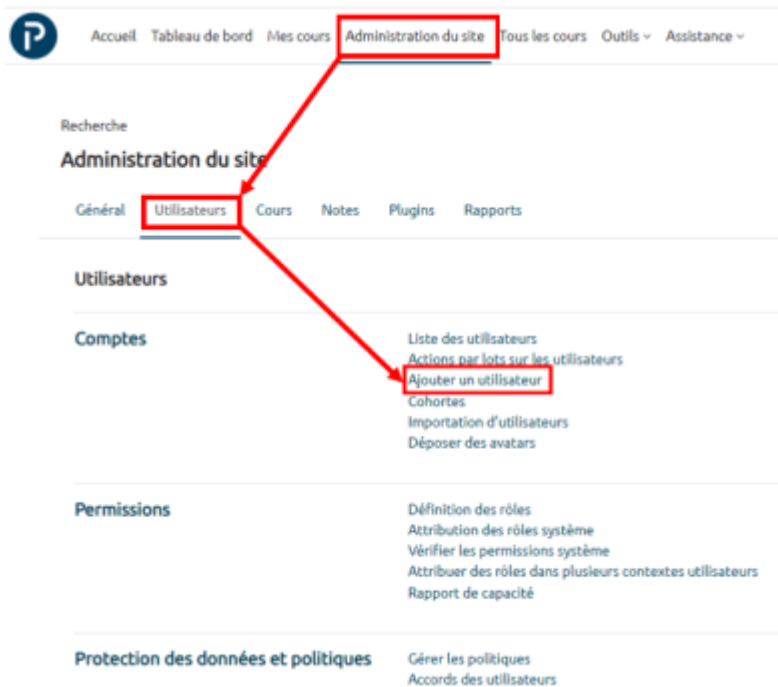 Accueil Tableau de bord Mes cours Administration du site Tous les cours Outils Assistance
Recherche
Administration du site
Général Utilisateurs Cours Notes Plugins Rapports
Utilisateurs
Comptes
Liste des utilisateurs
Actions par lots sur les utilisateurs
Ajouter un utilisateur
Cohortes
Importation d'utilisateurs
Déposer des avatars
Permissions
Définition des rôles
Attribution des rôles système
Vérifier les permissions système
Attribuer des rôles dans plusieurs contextes utilisateurs
Rapport de capacité
Protection des données et politiques
Gérer les politiques
Accords des utilisateurs